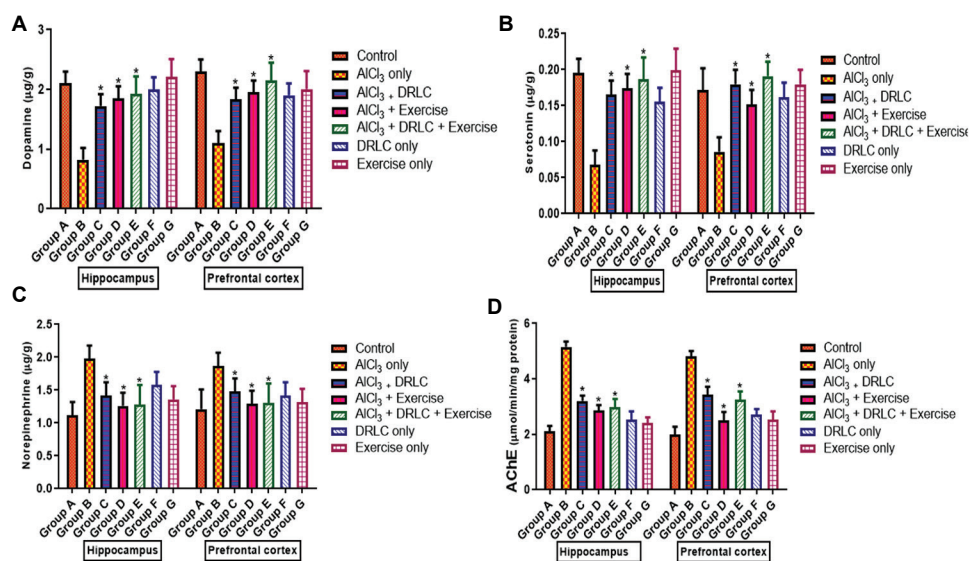 A
Dopamine (µg/g)
3
2
1
0
Group A
Group B
Group C
Group D
Group E
Group F
Group G
Group A
Group B
Group C
Group D
Group E
Group F
Group G
* * * * * *
Hippocampus
Prefrontal cortex
Control
AlCl3 only
AlCl3 + DRLC
AlCl3 + Exercise
AlCl3 + DRLC + Exercise
DRLC only
Exercise only
B
Serotonin (µg/g)
0.25
0.20
0.15
0.10
0.05
0.00
Group A
Group B
Group C
Group D
Group E
Group F
Group G
Group A
Group B
Group C
Group D
Group E
Group F
Group G
* * * * * *
Hippocampus
Prefrontal cortex
Control
AlCl3 only
AlCl3 + DRLC
AlCl3 + Exercise
AlCl3 + DRLC + Exercise
DRLC only
Exercise only
C
Norepinephrine (µg/g)
2.5
2.0
1.5
1.0
0.5
0.0
Group A
Group B
Group C
Group D
Group E
Group F
Group G
Group A
Group B
Group C
Group D
Group E
Group F
Group G
* * * * * *
Hippocampus
Prefrontal cortex
Control
AlCl3 only
AlCl3 + DRLC
AlCl3 + Exercise
AlCl3 + DRLC + Exercise
DRLC only
Exercise only
D
AChE (µmol/min/mg protein)
6
4
2
0
Group A
Group B
Group C
Group D
Group E
Group F
Group G
Group A
Group B
Group C
Group D
Group E
Group F
Group G
* * * * * *
Hippocampus
Prefrontal cortex
Control
AlCl3 only
AlCl3 + DRLC
AlCl3 + Exercise
AlCl3 + DRLC + Exercise
DRLC only
Exercise only